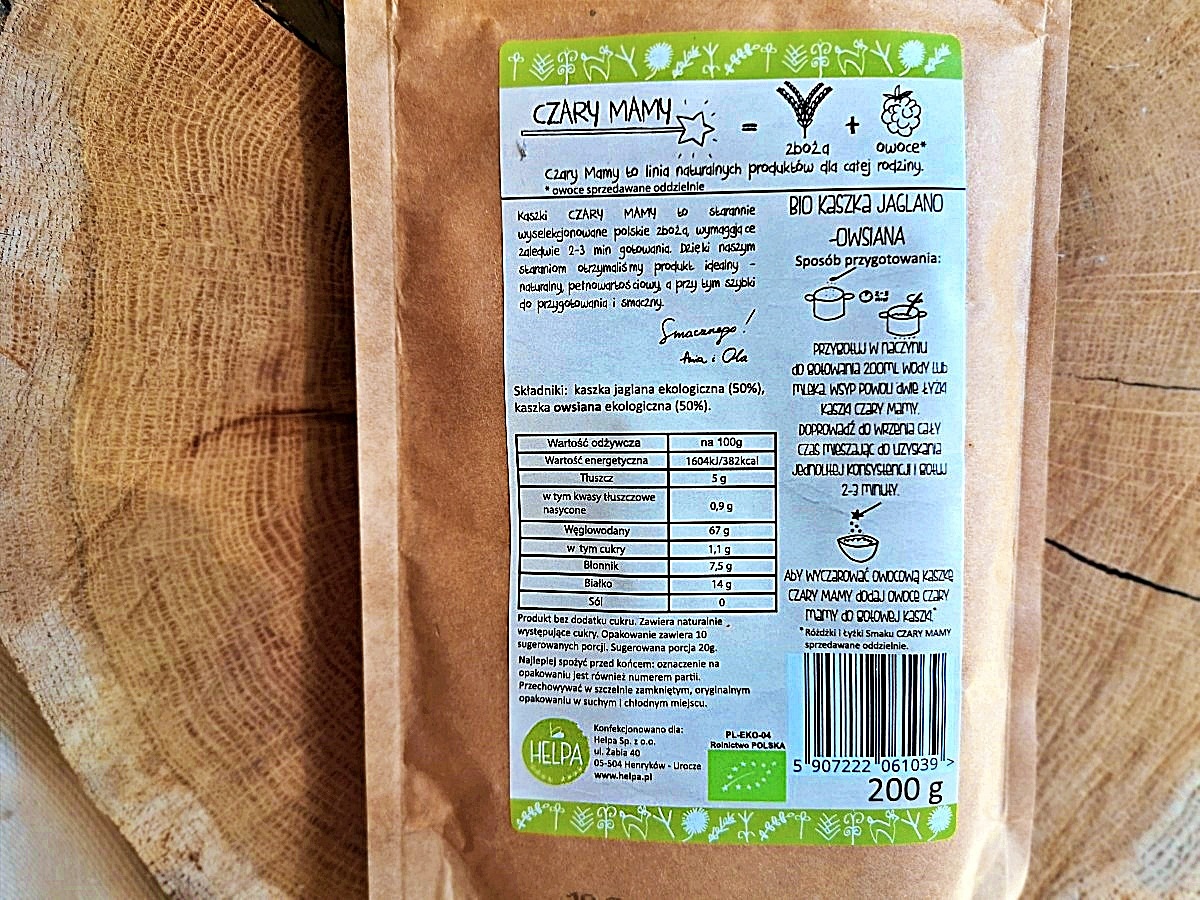 CZARY MAMY = zboża + owoce*
Czary Mamy to linia naturalnych produktów dla całej rodziny.
* owoce sprzedawane oddzielnie
Kaszki CZARY MAMY to starannie
wyselekcjonowane polskie zboża, wymagające
zaledwie 2-3 min gotowania. Dzięki naszym
staraniom otrzymaliśmy produkt idealny -
naturalny, pełnowartościowy, a przy tym szybki
do przygotowania i smaczny.
Smacznego!
Ania i Ola
Składniki: kaszka jaglana ekologiczna (50%),
kaszka owsiana ekologiczna (50%).
Wartość odżywcza na 100g
Wartość energetyczna 1604kJ/382kcal
Tłuszcz 5 g
w tym kwasy tłuszczowe
nasycone 0,9 g
Węglowodany 67 g
w tym cukry 1,1 g
Błonnik 7,5 g
Białko 14 g
Sól 0
Produkt bez dodatku cukru. Zawiera naturalnie
występujące cukry. Opakowanie zawiera 10
sugerowanych porcji. Sugerowana porcja 20g.
Najlepiej spożyć przed końcem: oznaczenie na
opakowaniu jest również numerem partii.
Przechowywać w szczelnie zamkniętym, oryginalnym
opakowaniu w suchym i chłodnym miejscu.
HELPA
Konfekcjonowano dla:
Helpa Sp. z o.o.
ul. Żabia 40
05-504 Henryków - Urocze
www.helpa.pl
PL-EKO-04
Rolnictwo POLSKA
BIO KASZKA JAGLANO
-OWSIANA
Sposób przygotowania:
PRZYGOTUJ W NACZYNIU
DO GOTOWANIA 200ML WODY LUB
MLEKA. WSYP POWOLI DWIE ŁYŻKI
KASZKI CZARY MAMY.
DOPROWADŹ DO WRZENIA CAŁY
CZAS MIESZAJĄC DO UZYSKANIA
JEDNOLITEJ KONSYSTENCJI I GOTUJ
2-3 MINUTY.
ABY WYCZAROWAĆ OWOCOWĄ KASZKĘ
CZARY MAMY DODAJ OWOCE CZARY
MAMY DO GOTOWEJ KASZKI.*
* Różdżki i Łyżki Smaku CZARY MAMY
sprzedawane oddzielnie.
5 907222 061039 >
200 g